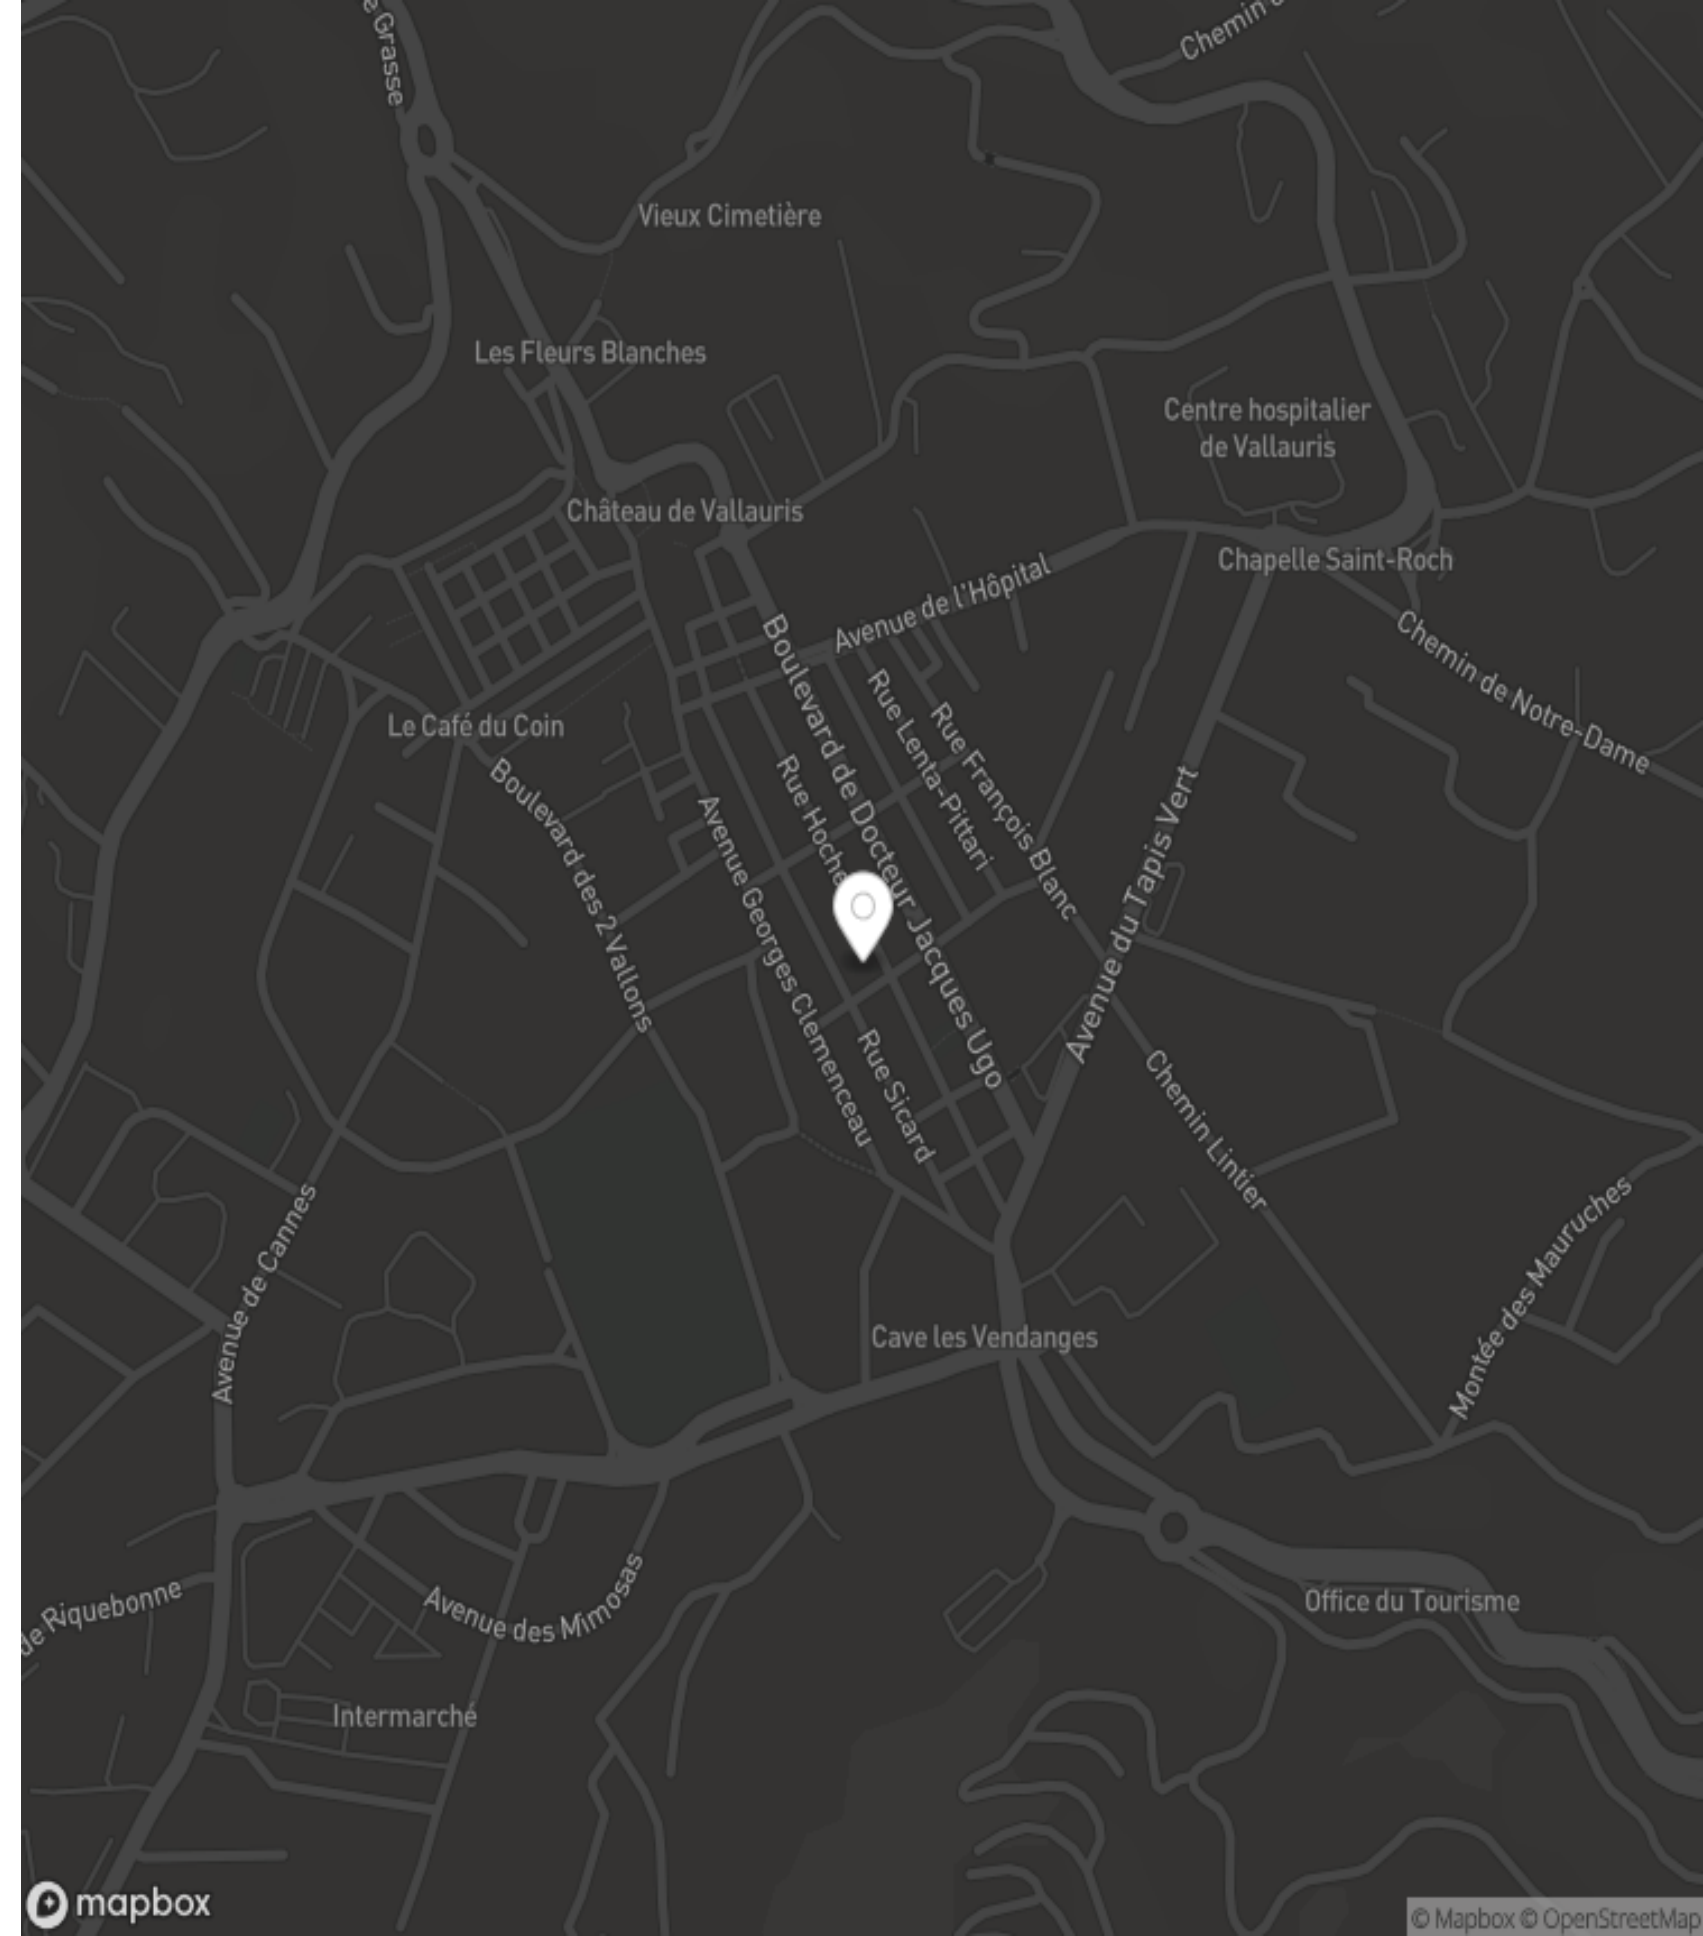 de Grasse
Chemin
Vieux Cimetière
Les Fleurs Blanches
Centre hospitalier
de Vallauris
Château de Vallauris
Chapelle Saint-Roch
Avenue de l'Hôpital
Chemin de Notre-Dame
Boulevard de Docteur Jacques Ugo
Rue Lenta-Pittari
Rue François Blanc
Le Café du Coin
Rue Hoche
Boulevard des 2 Vallons
Avenue Georges Clemenceau
Avenue du Tapis Vert
Rue Sicard
Chemin Lintier
Avenue de Cannes
Montée des Mauruches
Cave les Vendanges
de Riquebonne
Avenue des Mimosas
Office du Tourisme
Intermarché
mapbox
© Mapbox © OpenStreetMap